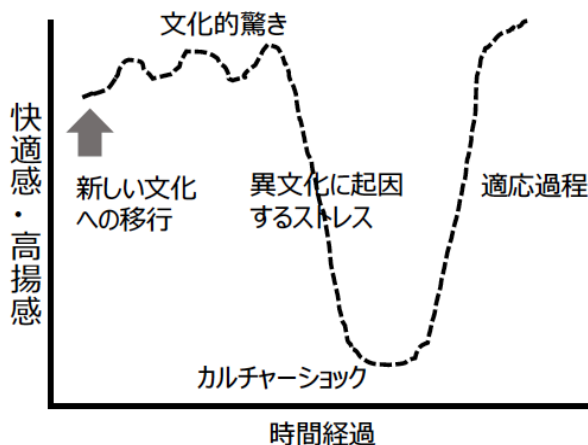 文化的驚き
快適感・高揚感
新しい文化
への移行
異文化に起因
するストレス
適応過程
カルチャーショック
時間経過